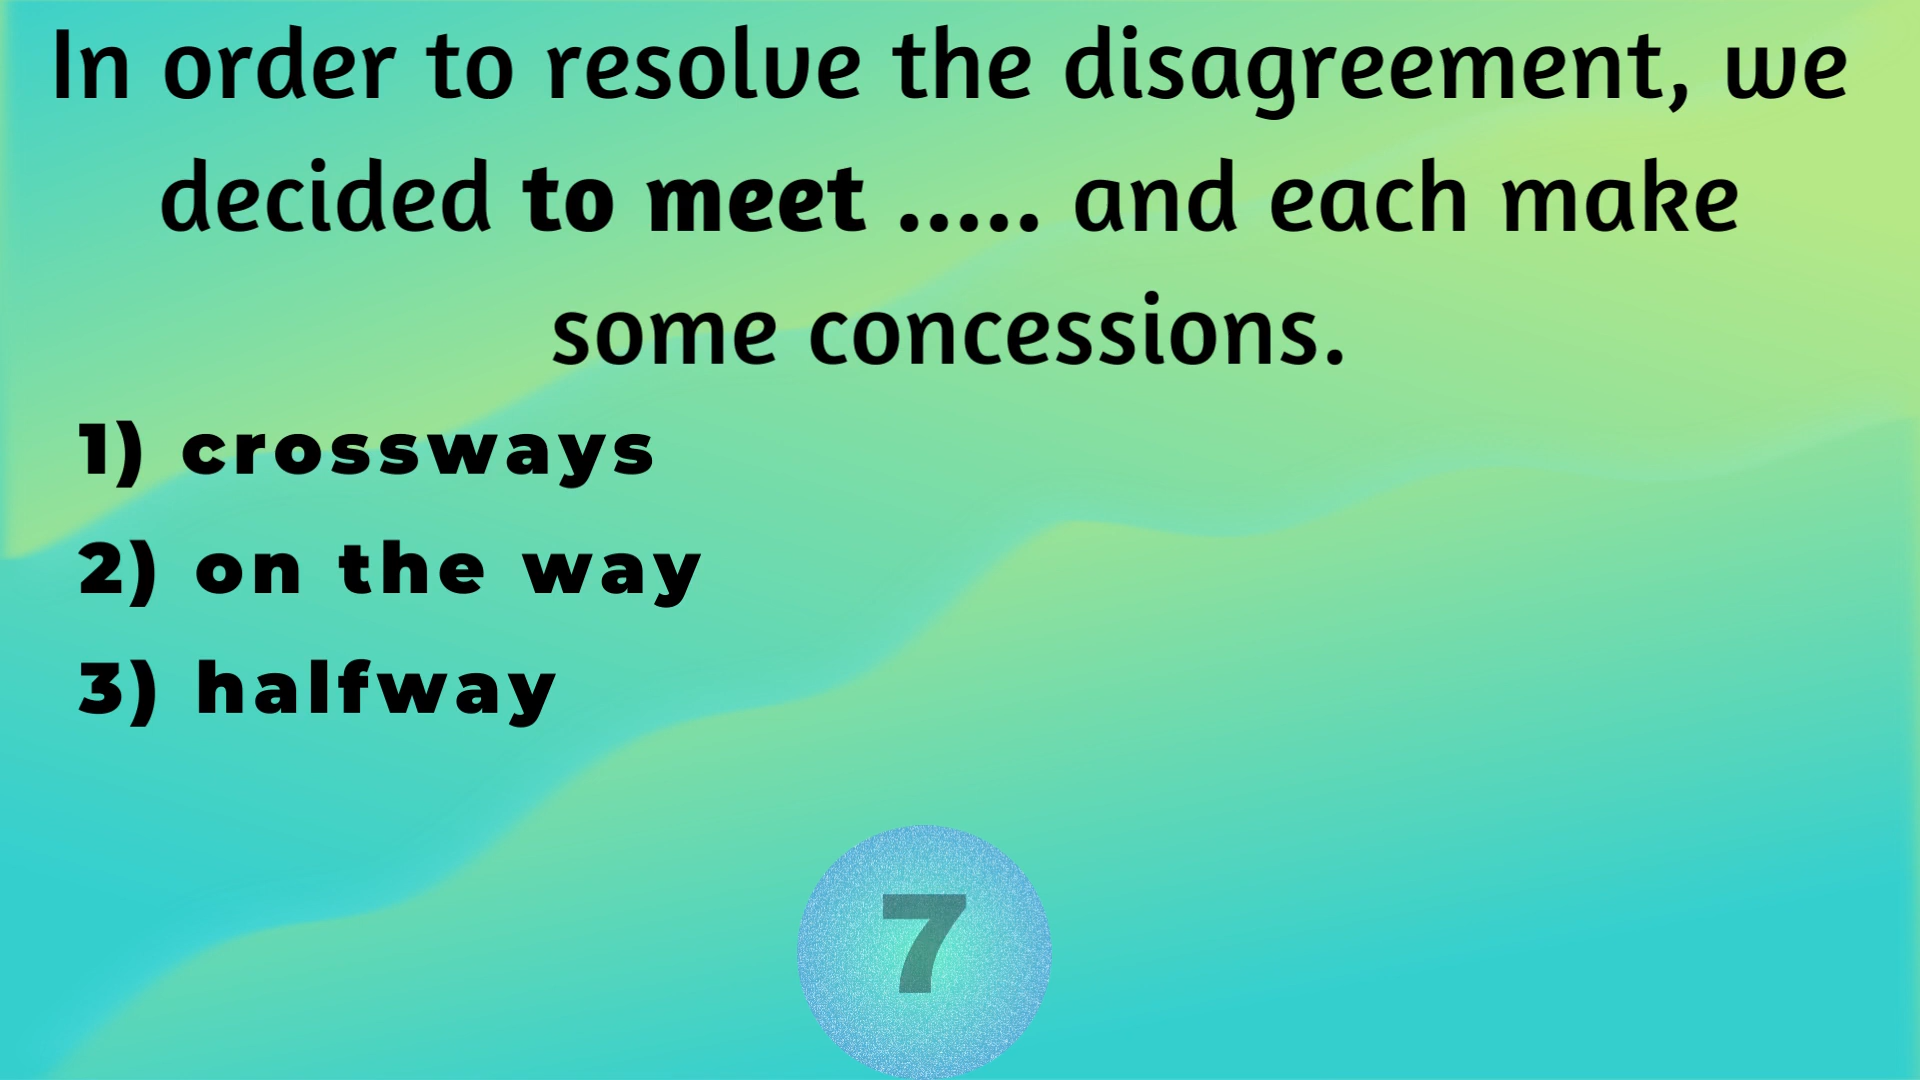 In order to resolve the disagreement, we
decided to meet ..... and each make
some concessions.
1) crossways
2) on the way
3) halfway
7